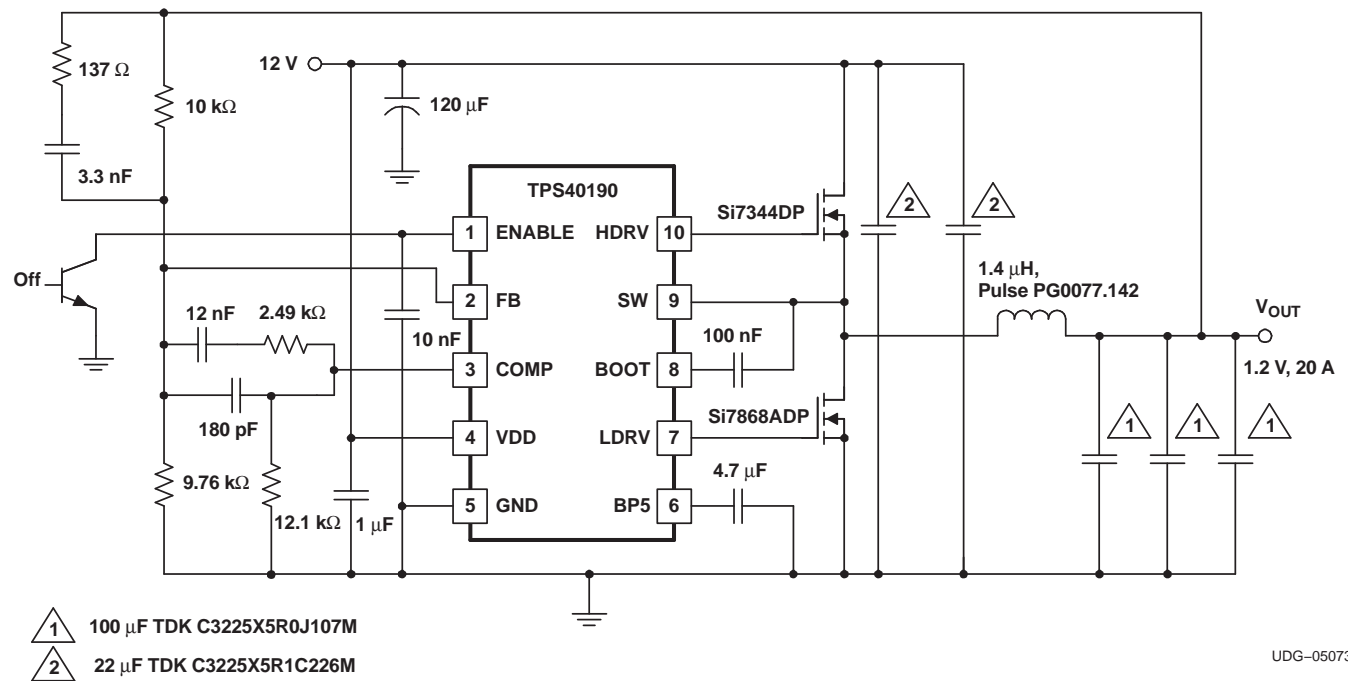 137 Ω
10 kΩ
3.3 nF
12 V
120 μF
TPS40190
1 ENABLE HDRV 10
2 FB SW 9
3 COMP BOOT 8
4 VDD LDRV 7
5 GND BP5 6
Off
12 nF
2.49 kΩ
10 nF
180 pF
9.76 kΩ
12.1 kΩ
1 μF
Si7344DP
2
2
1.4 μH,
Pulse PG0077.142
100 nF
VOUT
1.2 V, 20 A
Si7868ADP
4.7 μF
1
1
1
1 100 μF TDK C3225X5R0J107M
2 22 μF TDK C3225X5R1C226M
UDG–05073